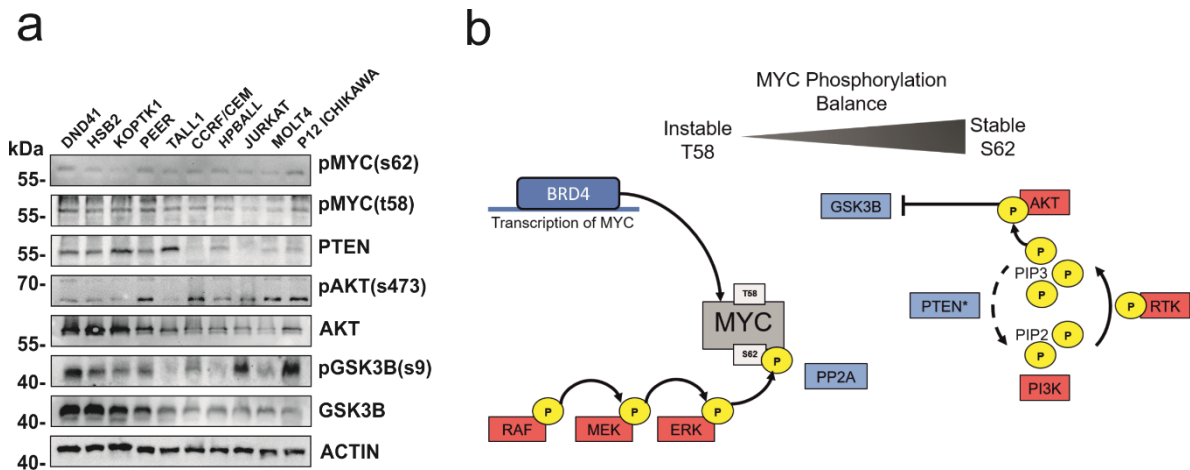 a
b
DND41
HSB2
KOPTK1
PEER
TALL1
CCRF/CEM
HPBALL
JURKAT
MOLT4
P12 ICHIKAWA
kDa
55-
pMYC(s62)
55-
pMYC(t58)
55-
PTEN
70-
pAKT(s473)
AKT
55-
pGSK3B(s9)
40-
GSK3B
40-
40-
ACTIN
MYC Phosphorylation
Balance
Instable
T58
Stable
S62
BRD4
Transcription of MYC
T58
MYC
S62
P
PP2A
RAF
P
MEK
P
ERK
P
GSK3B
P
AKT
P
PIP3
P
P
PTEN*
P
RTK
PIP2
P
P
PI3K